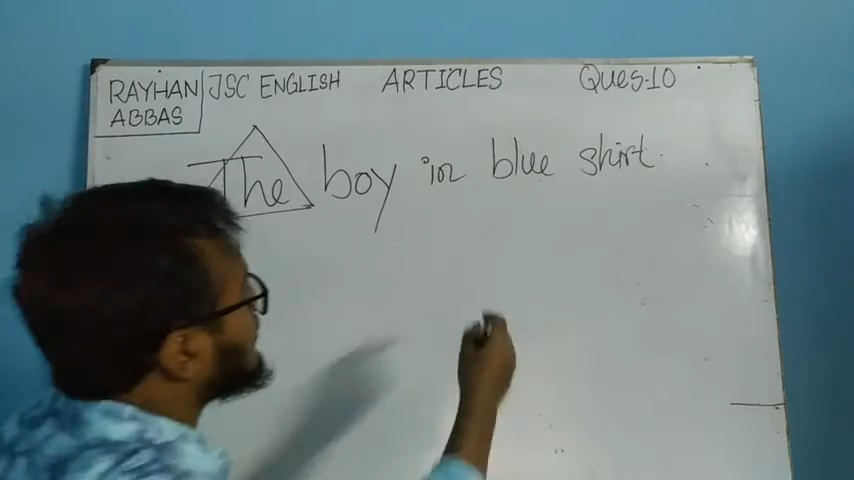 RAYHAN ABBAS
JSC ENGLISH ARTICLES Ques-10
The boy in blue shirt.